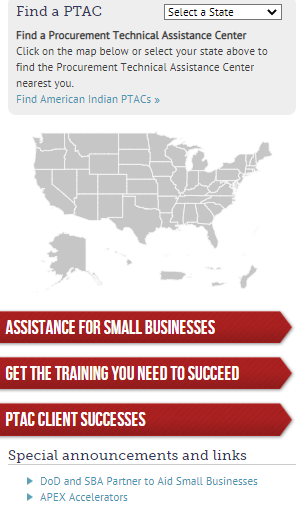 Find a PTAC
Select a State
Find a Procurement Technical Assistance Center
Click on the map below or select your state above to
find the Procurement Technical Assistance Center
nearest you.
Find American Indian PTACs »
ASSISTANCE FOR SMALL BUSINESSES
GET THE TRAINING YOU NEED TO SUCCEED
PTAC CLIENT SUCCESSES
Special announcements and links
DoD and SBA Partner to Aid Small Businesses
APEX Accelerators